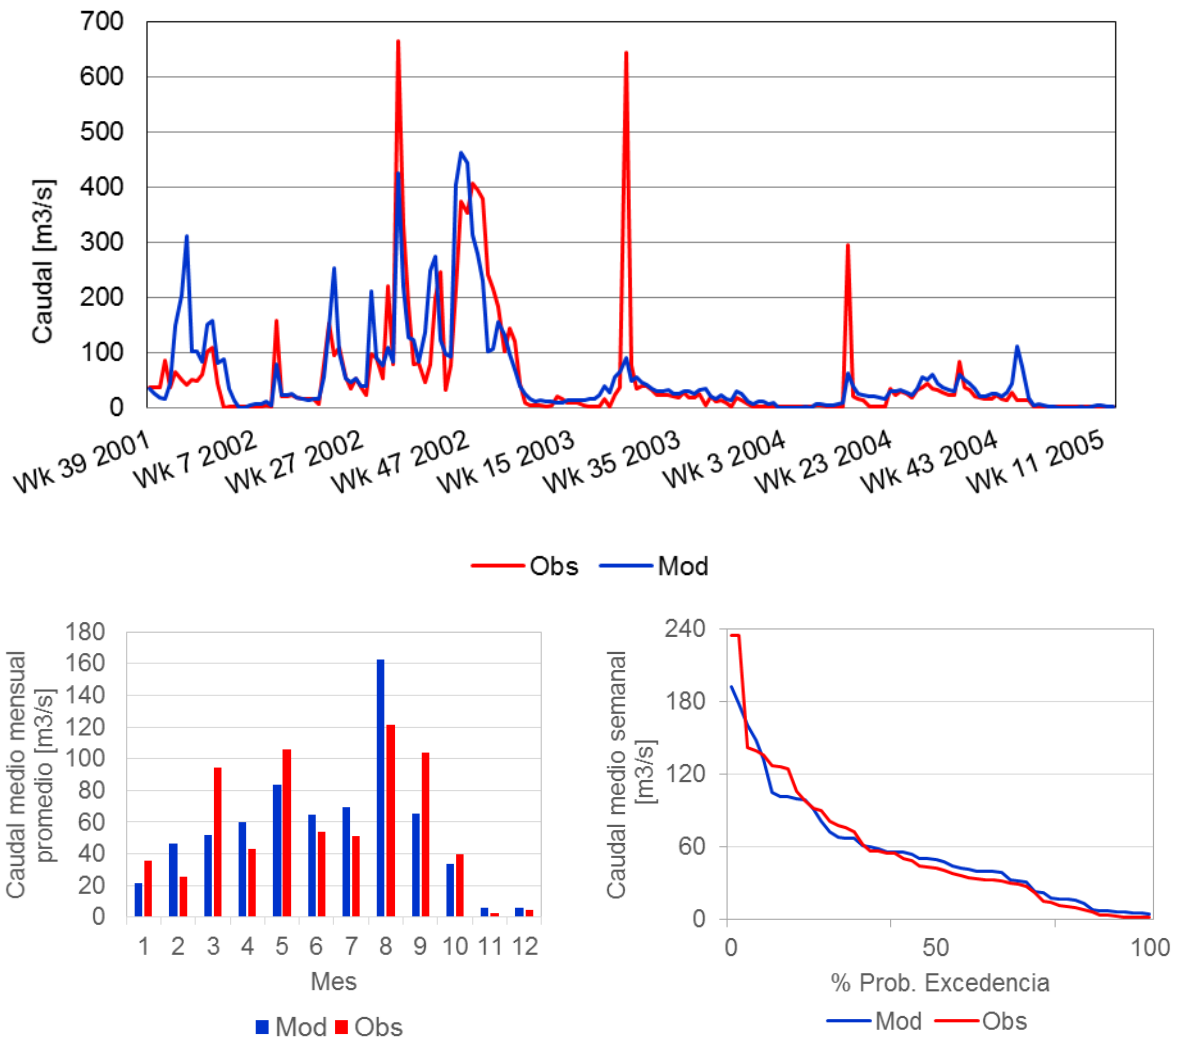 700
600
500
400
300
200
100
0
Caudal [m3/s]
Wk 39 2001
Wk 7 2002
Wk 27 2002
Wk 47 2002
Wk 15 2003
Wk 35 2003
Wk 3 2004
Wk 23 2004
Wk 43 2004
Wk 11 2005
Obs Mod
Caudal medio mensual
promedio [m3/s]
180
160
140
120
100
80
60
40
20
0
1 2 3 4 5 6 7 8 9 10 11 12
Mes
Mod Obs
Caudal medio semanal
[m3/s]
240
180
120
60
0
0 50 100
% Prob. Excedencia
Mod Obs